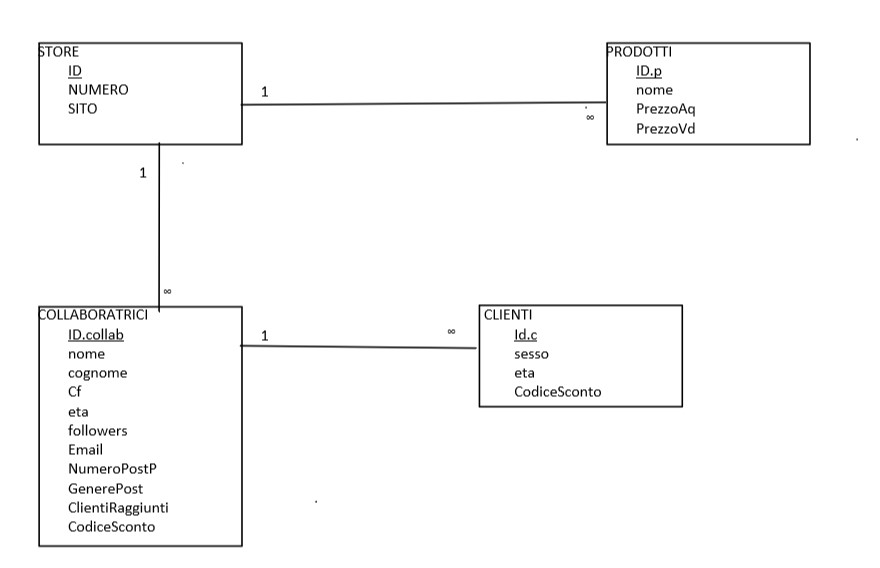 STORE
ID
NUMERO
SITO
1
∞
PRODOTTI
ID.p
nome
PrezzoAq
PrezzoVd
1
∞
COLLABORATRICI
ID.collab
nome
cognome
Cf
eta
followers
Email
NumeroPostP
GenerePost
ClientiRaggiunti
CodiceSconto
1
∞
CLIENTI
Id.c
sesso
eta
CodiceSconto